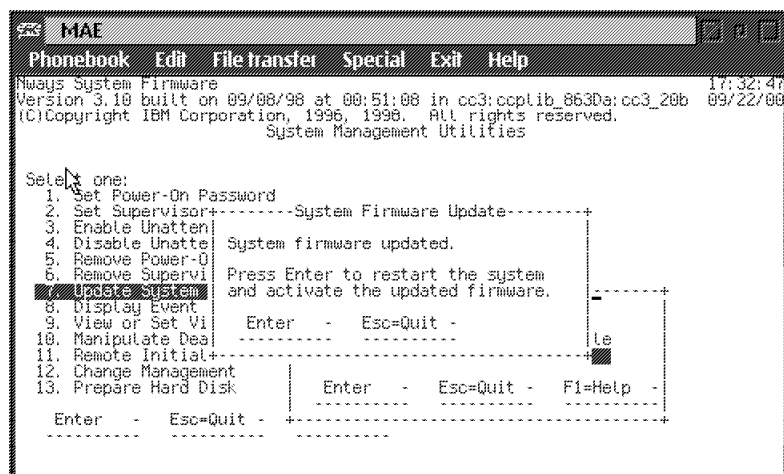 MAE
Phonebook Edit File transfer Special Exit Help
Nways System Firmware 17:32:47
Version 3.10 built on 09/08/98 at 00:51:08 in cc3:ccplib_863Da:cc3_20b 09/22/00
(C)Copyright IBM Corporation, 1996, 1998. All rights reserved.
System Management Utilities
Select one:
1. Set Power-On Password
2. Set Supervisor
3. Enable Unatten
4. Disable Unatte
5. Remove Power-O
6. Remove Supervi
7. Update System
8. Display Event
9. View or Set Vi
10. Manipulate Dea
11. Remote Initial
12. Change Management
13. Prepare Hard Disk
System Firmware Update
System firmware updated.
Press Enter to restart the system
and activate the updated firmware.
Enter - Esc=Quit -
le
Enter - Esc=Quit - F1=Help -
Enter - Esc=Quit -